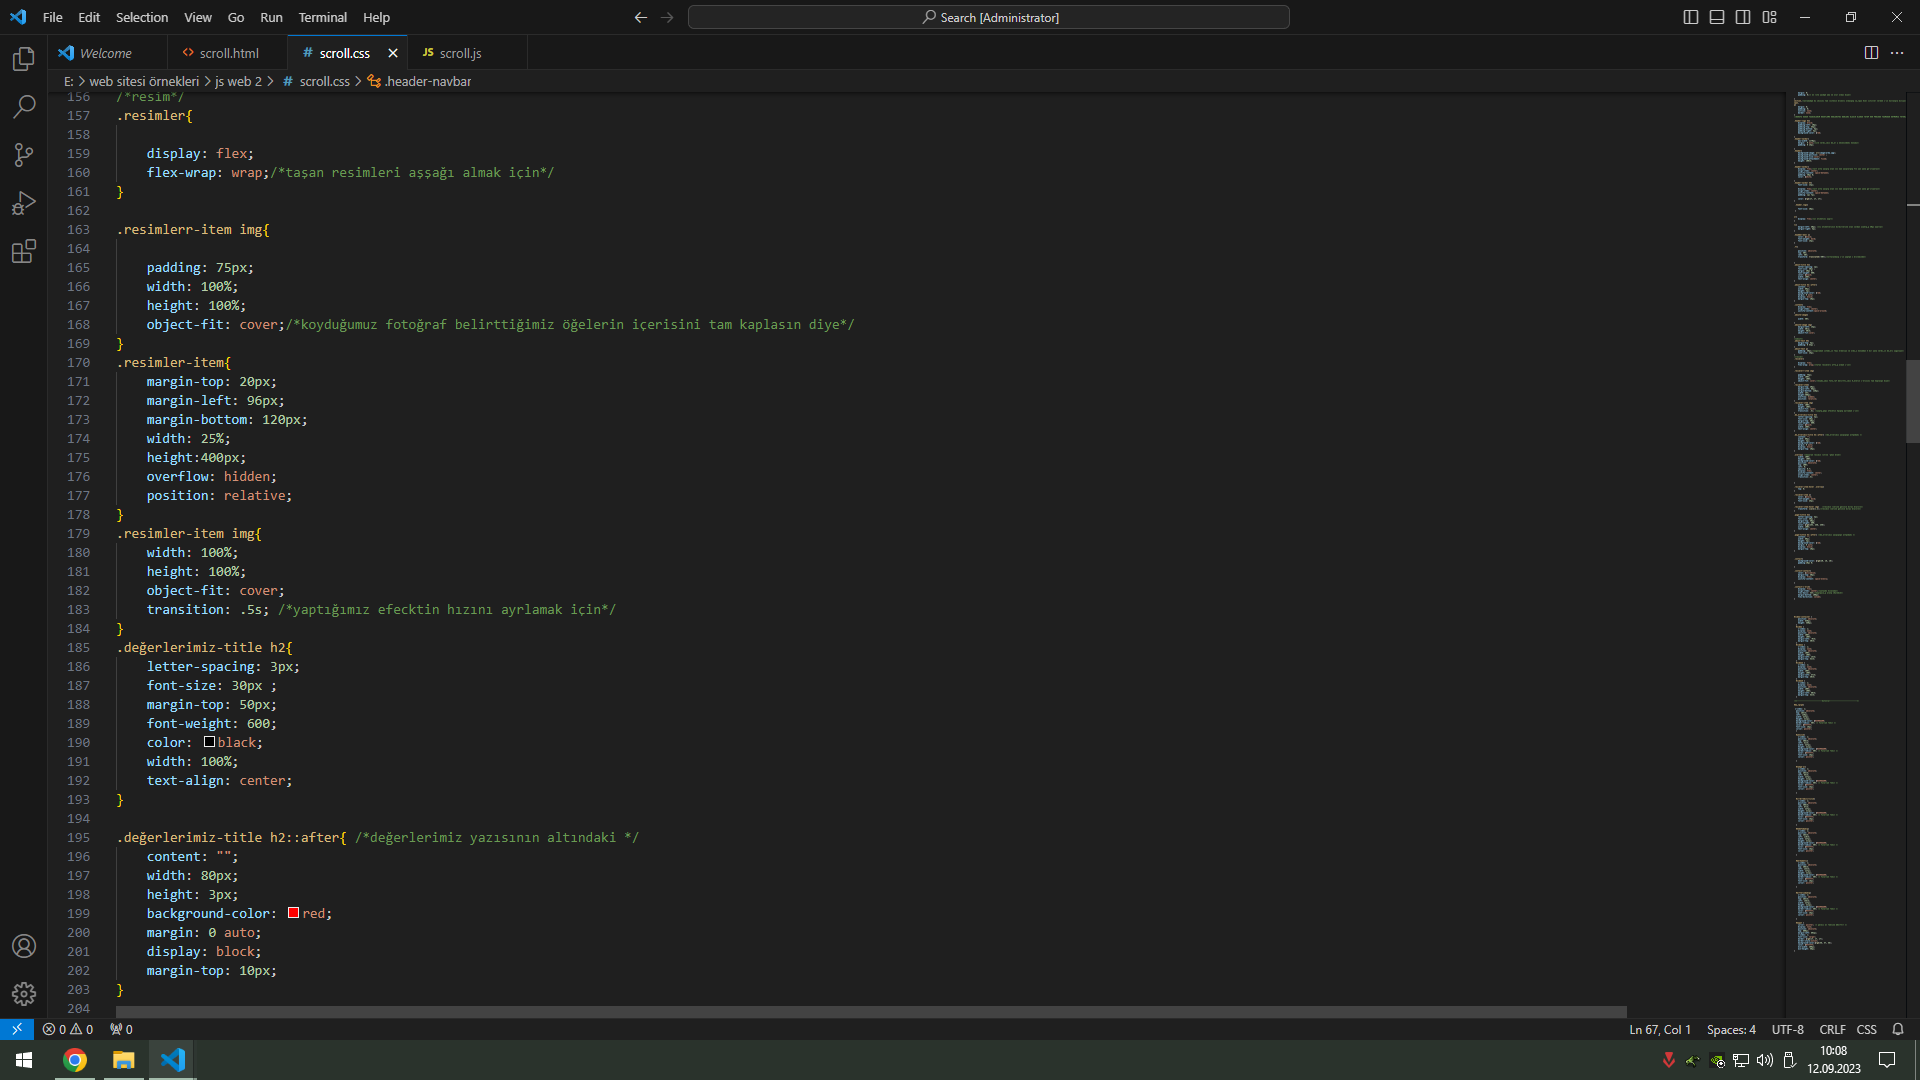 File Edit Selection View Go Run Terminal Help
Search [Administrator]
Welcome
<> scroll.html
# scroll.css
JS scroll.js
E: > web sitesi örnekleri > js web 2 > # scroll.css > .header-navbar
156 /*resim*/
157 .resimler{
158
159 display: flex;
160 flex-wrap: wrap;/*taşan resimleri aşşağı almak için*/
161 }
162
163 .resimlerr-item img{
164
165 padding: 75px;
166 width: 100%;
167 height: 100%;
168 object-fit: cover;/*koyduğumuz fotoğraf belirttiğimiz öğelerin içerisini tam kaplasın diye*/
169 }
170 .resimler-item{
171 margin-top: 20px;
172 margin-left: 96px;
173 margin-bottom: 120px;
174 width: 25%;
175 height:400px;
176 overflow: hidden;
177 position: relative;
178 }
179 .resimler-item img{
180 width: 100%;
181 height: 100%;
182 object-fit: cover;
183 transition: .5s; /*yaptığımız efecktin hızını ayrlamak için*/
184 }
185 .değerlerimiz-title h2{
186 letter-spacing: 3px;
187 font-size: 30px ;
188 margin-top: 50px;
189 font-weight: 600;
190 color: black;
191 width: 100%;
192 text-align: center;
193 }
194
195 .değerlerimiz-title h2::after{ /*değerlerimiz yazısının altındaki */
196 content: "";
197 width: 80px;
198 height: 3px;
199 background-color: red;
200 margin: 0 auto;
201 display: block;
202 margin-top: 10px;
203 }
204
0 0 0
Ln 67, Col 1 Spaces: 4 UTF-8 CRLF CSS
10:08
12.09.2023